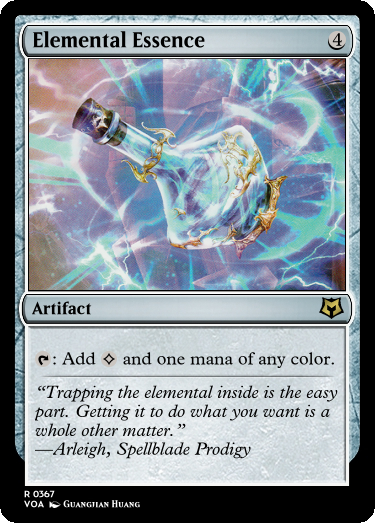 Elemental Essence 4
Artifact
: Add and one mana of any color.
“Trapping the elemental inside is the easy
part. Getting it to do what you want is a
whole other matter.”
—Arleigh, Spellblade Prodigy
R 0367
VOA Guangjian Huang